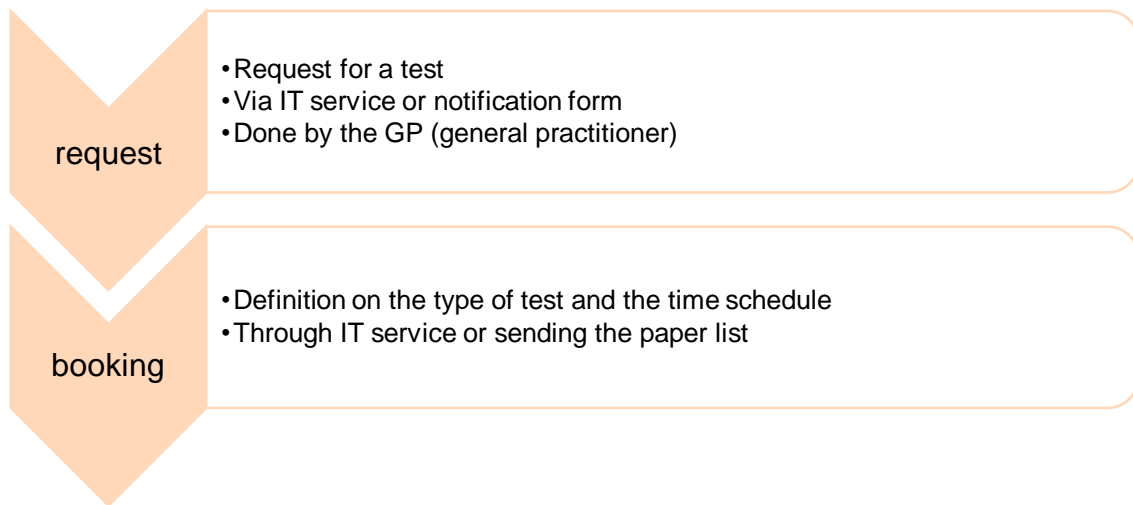 request
•Request for a test
•Via IT service or notification form
•Done by the GP (general practitioner)
booking
•Definition on the type of test and the time schedule
•Through IT service or sending the paper list